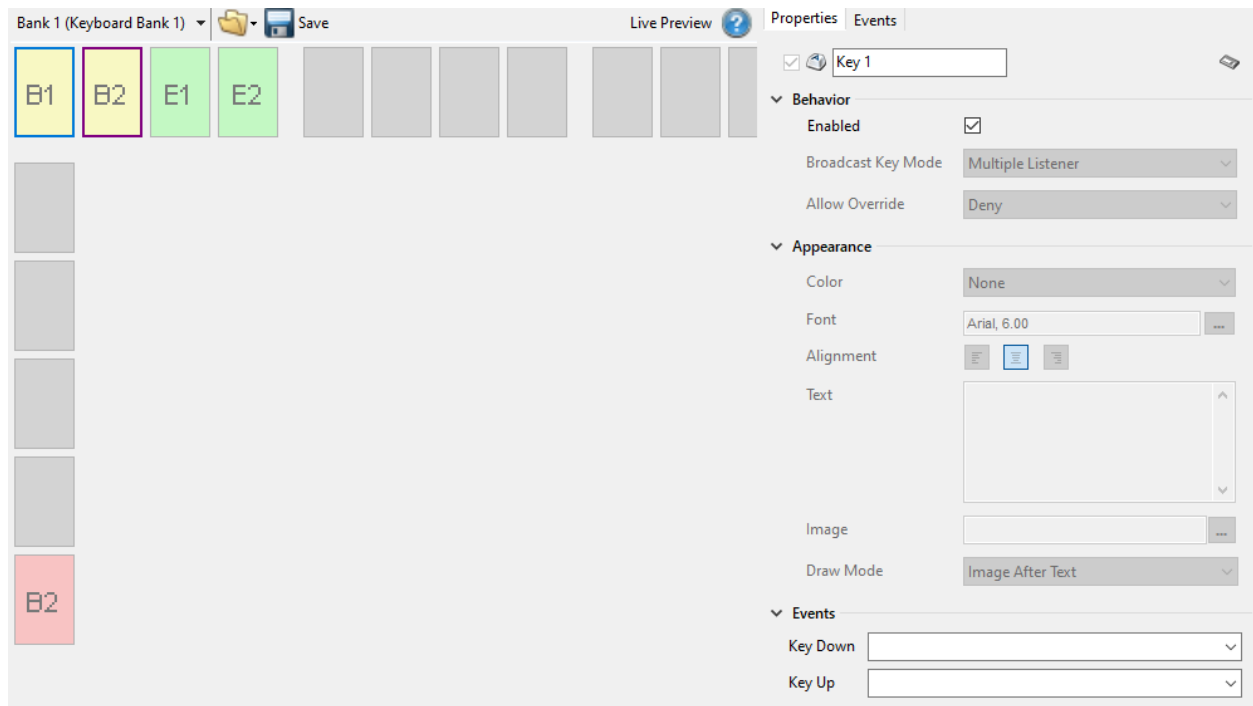 Bank 1 (Keyboard Bank 1) Save Live Preview ?
Properties Events
Key 1
B1 B2 E1 E2
Behavior
Enabled
Broadcast Key Mode Multiple Listener
Allow Override Deny
Appearance
Color None
Font Arial, 6.00 ...
Alignment
Text
Image ...
Draw Mode Image After Text
B2
Events
Key Down
Key Up